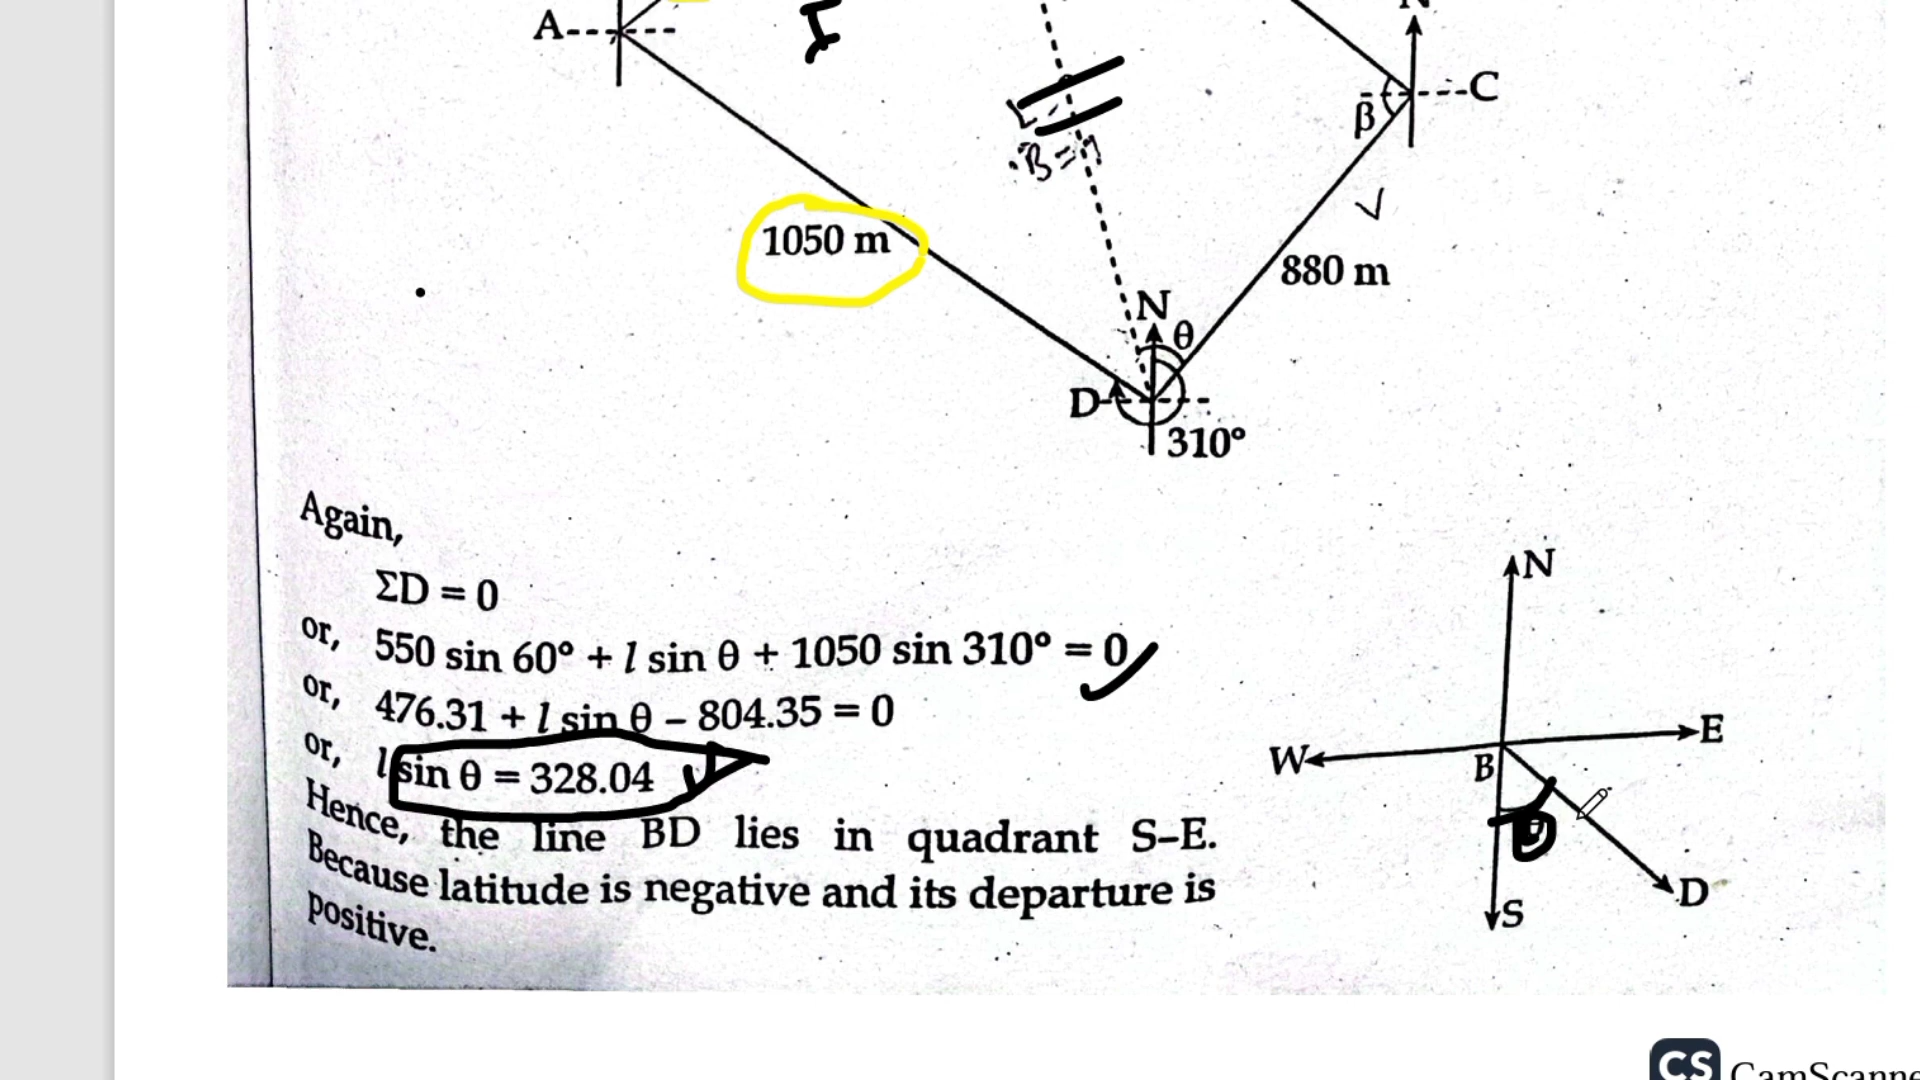 A
N
C
β
B=?
1050 m
880 m
N
θ
D
310°
Again,
ΣD = 0
or, 550 sin 60° + l sin θ + 1050 sin 310° = 0
or, 476.31 + l sin θ – 804.35 = 0
or, l sin θ = 328.04
Hence, the line BD lies in quadrant S–E.
Because latitude is negative and its departure is
positive.
N
W
E
B
θ
S
D
CS CamScanne